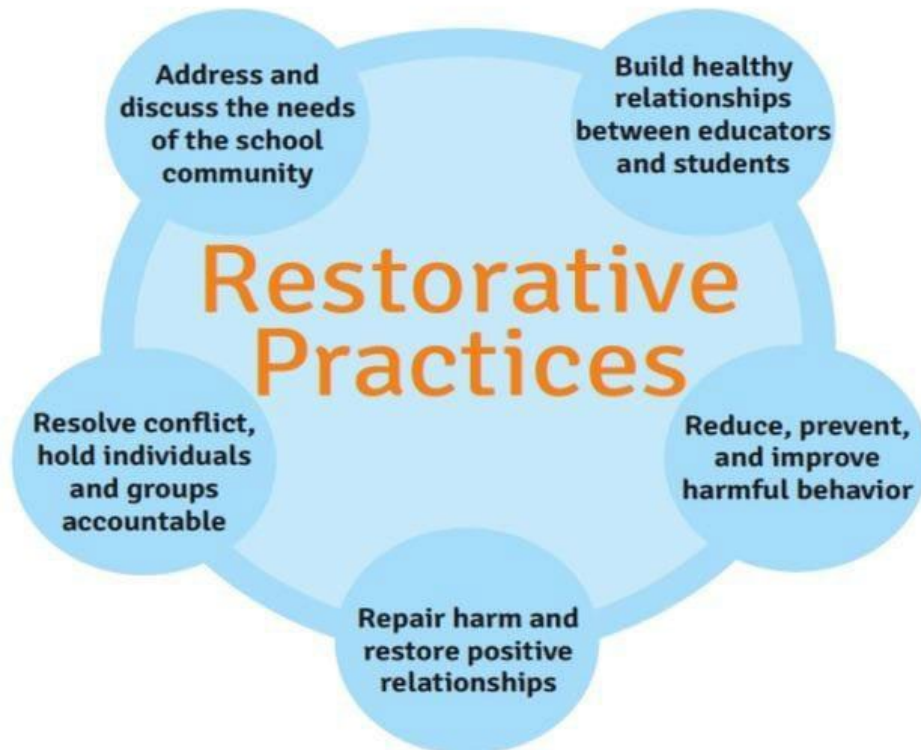 Address and
discuss the needs
of the school
community
Build healthy
relationships
between educators
and students
Restorative
Practices
Resolve conflict,
hold individuals
and groups
accountable
Reduce, prevent,
and improve
harmful behavior
Repair harm and
restore positive
relationships